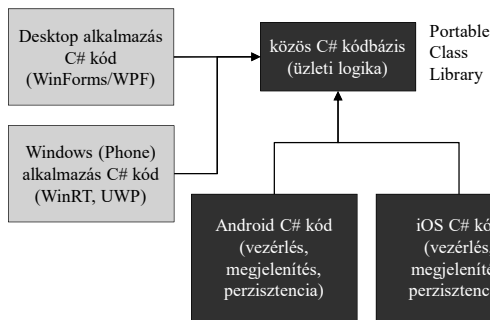 Desktop alkalmazás
C# kód
(WinForms/WPF)
közös C# kódbázis
(üzleti logika)
Portable
Class
Library
Windows (Phone)
alkalmazás C# kód
(WinRT, UWP)
Android C# kód
(vezérlés,
megjelenítés,
perzisztencia)
iOS C#
(vezérlés